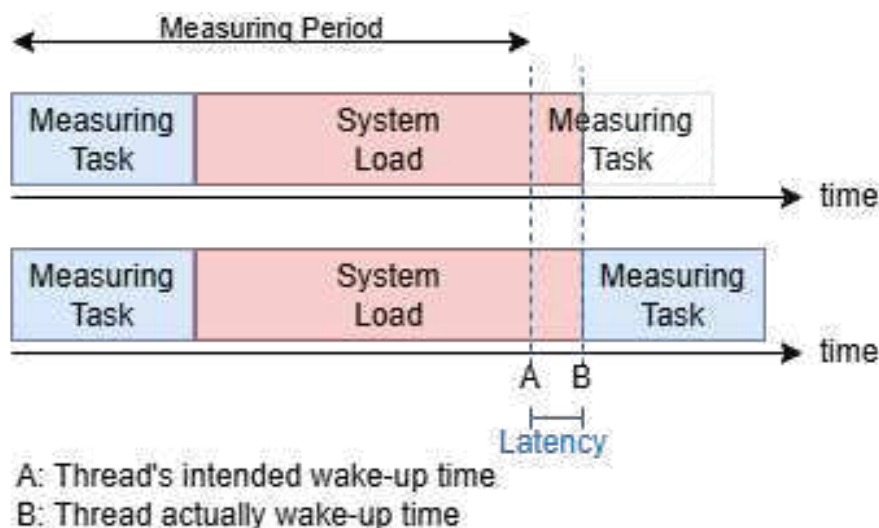 Measuring Period
Measuring
Task
System
Load
Measuring
Task
time
Measuring
Task
System
Load
Measuring
Task
time
A
B
Latency
A: Thread's intended wake-up time
B: Thread actually wake-up time